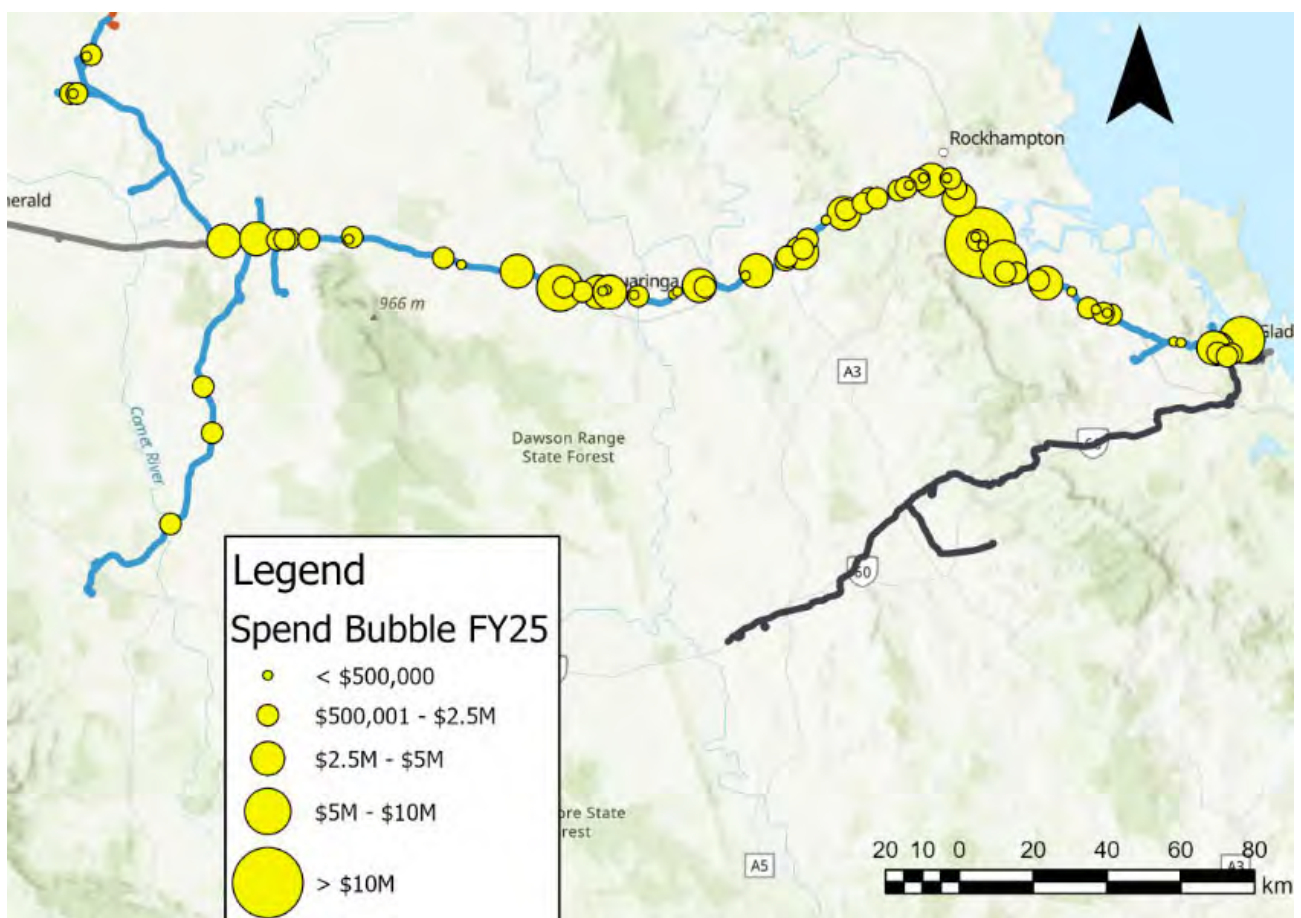 Rockhampton
herald
uaringa
966 m
Glad
A3
Comet River
Dawson Range
State Forest
60
Legend
Spend Bubble FY25
< $500,000
$500,001 - $2.5M
$2.5M - $5M
$5M - $10M
> $10M
ore State
rest
20 10 0 20 40 60 80
km
A5
A3